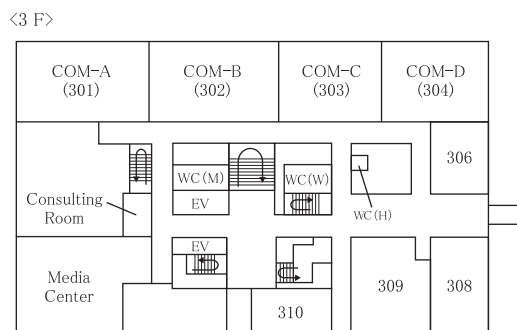 <3 F>
COM-A
(301)
COM-B
(302)
COM-C
(303)
COM-D
(304)
306
WC(M)
WC(W)
EV
Consulting
Room
WC(H)
EV
Media
Center
309
308
310